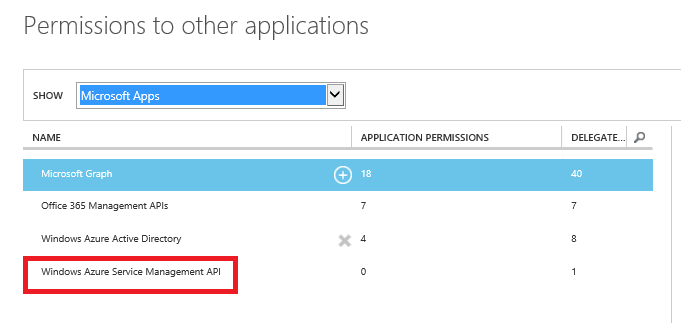 Permissions to other applications
SHOW Microsoft Apps
NAME APPLICATION PERMISSIONS DELEGATE...
Microsoft Graph 18 40
Office 365 Management APIs 7 7
Windows Azure Active Directory 4 8
Windows Azure Service Management API 0 1